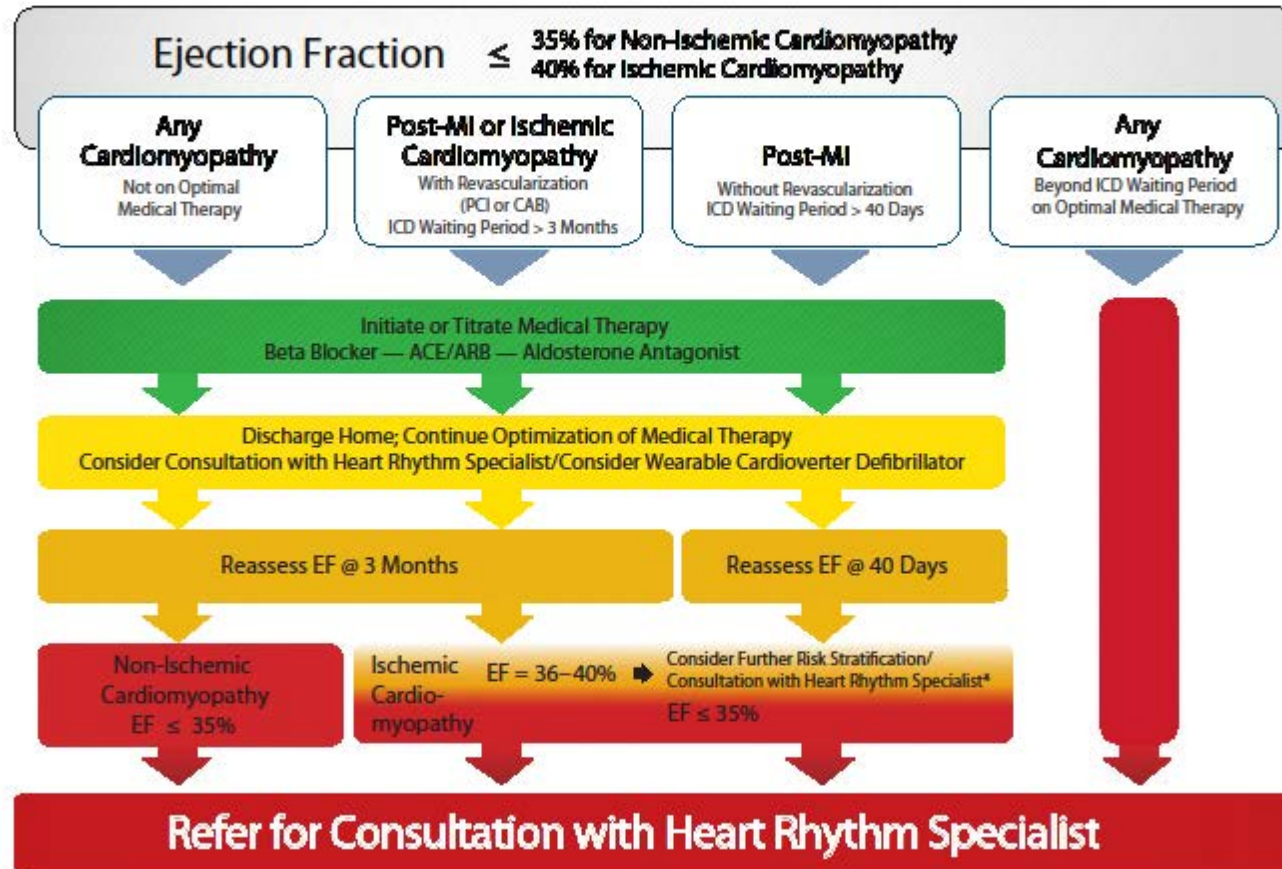 Ejection Fraction ≤ 35% for Non-Ischemic Cardiomyopathy
40% for Ischemic Cardiomyopathy
Any
Cardiomyopathy
Not on Optimal
Medical Therapy
Post-MI or Ischemic
Cardiomyopathy
With Revascularization
(PCI or CAB)
ICD Waiting Period > 3 Months
Post-MI
Without Revascularization
ICD Waiting Period > 40 Days
Any
Cardiomyopathy
Beyond ICD Waiting Period
on Optimal Medical Therapy
Initiate or Titrate Medical Therapy
Beta Blocker — ACE/ARB — Aldosterone Antagonist
Discharge Home; Continue Optimization of Medical Therapy
Consider Consultation with Heart Rhythm Specialist/Consider Wearable Cardioverter Defibrillator
Reassess EF @ 3 Months
Reassess EF @ 40 Days
Non-Ischemic
Cardiomyopathy
EF ≤ 35%
Ischemic
Cardio-
myopathy
EF = 36–40%
Consider Further Risk Stratification/
Consultation with Heart Rhythm Specialist*
EF ≤ 35%
Refer for Consultation with Heart Rhythm Specialist